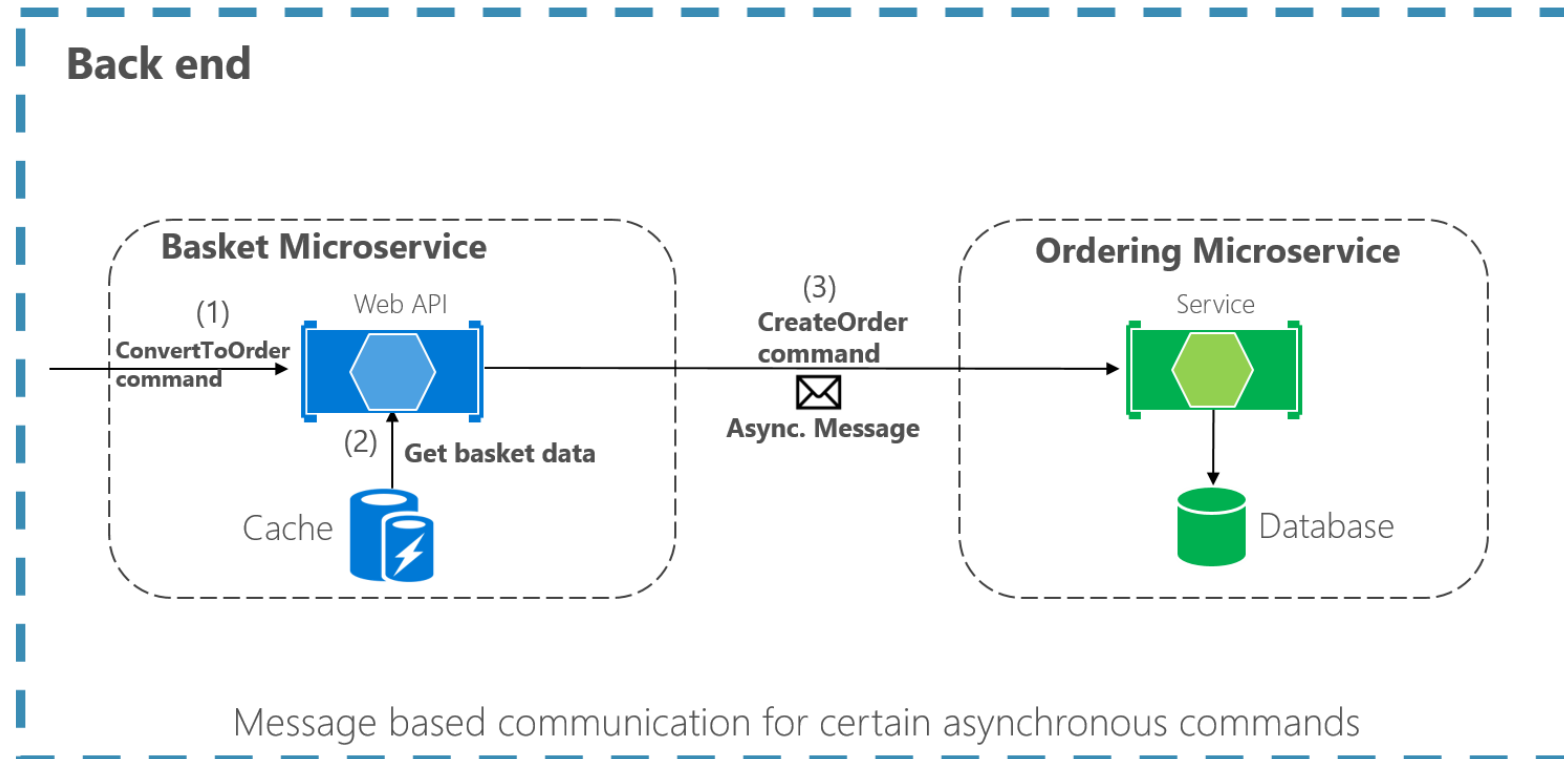 Back end
Basket Microservice
Web API
(1)
ConvertToOrder
command
(2)
Get basket data
Cache
(3)
CreateOrder
command
Async. Message
Ordering Microservice
Service
Database
Message based communication for certain asynchronous commands